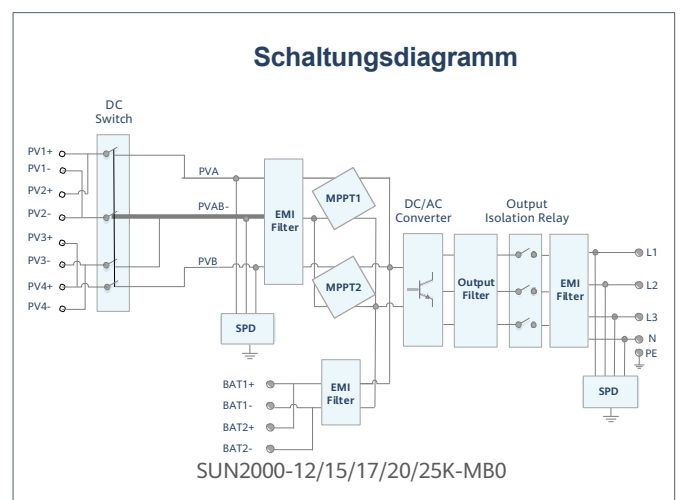 Schaltungsdiagramm
DC
Switch
PV1+
PV1-
PV2+
PV2-
PV3+
PV3-
PV4+
PV4-
PVA
PVAB-
PVB
EMI
Filter
MPPT1
MPPT2
SPD
DC/AC
Converter
Output
Filter
Output
Isolation Relay
EMI
Filter
L1
L2
L3
N
PE
SPD
BAT1+
BAT1-
BAT2+
BAT2-
EMI
Filter
SUN2000-12/15/17/20/25K-MB0